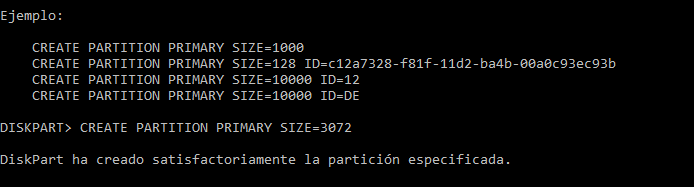 Ejemplo:
CREATE PARTITION PRIMARY SIZE=1000
CREATE PARTITION PRIMARY SIZE=128 ID=c12a7328-f81f-11d2-ba4b-00a0c93ec93b
CREATE PARTITION PRIMARY SIZE=10000 ID=12
CREATE PARTITION PRIMARY SIZE=10000 ID=DE
DISKPART> CREATE PARTITION PRIMARY SIZE=3072
DiskPart ha creado satisfactoriamente la partición especificada.